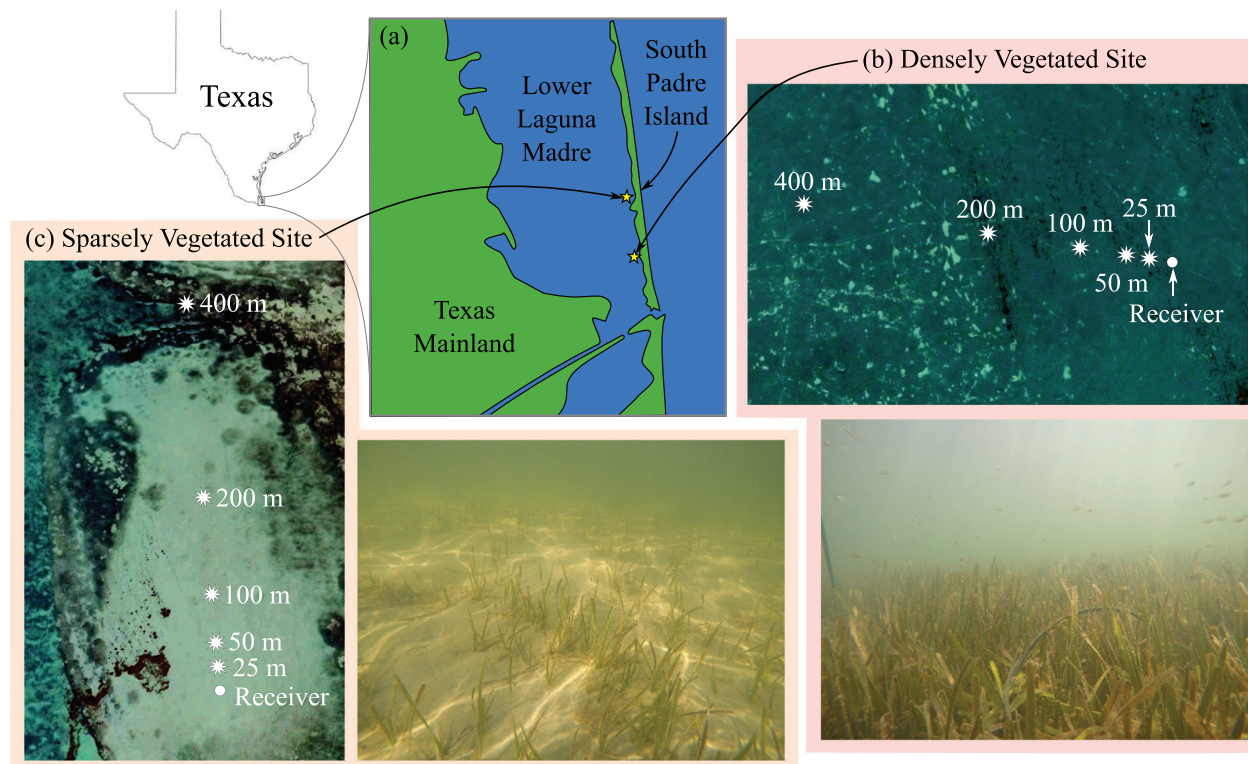 Texas
(a)
Lower
Laguna
Madre
South
Padre
Island
Texas
Mainland
(b) Densely Vegetated Site
400 m
200 m
100 m
25 m
50 m
Receiver
(c) Sparsely Vegetated Site
400 m
200 m
100 m
50 m
25 m
Receiver